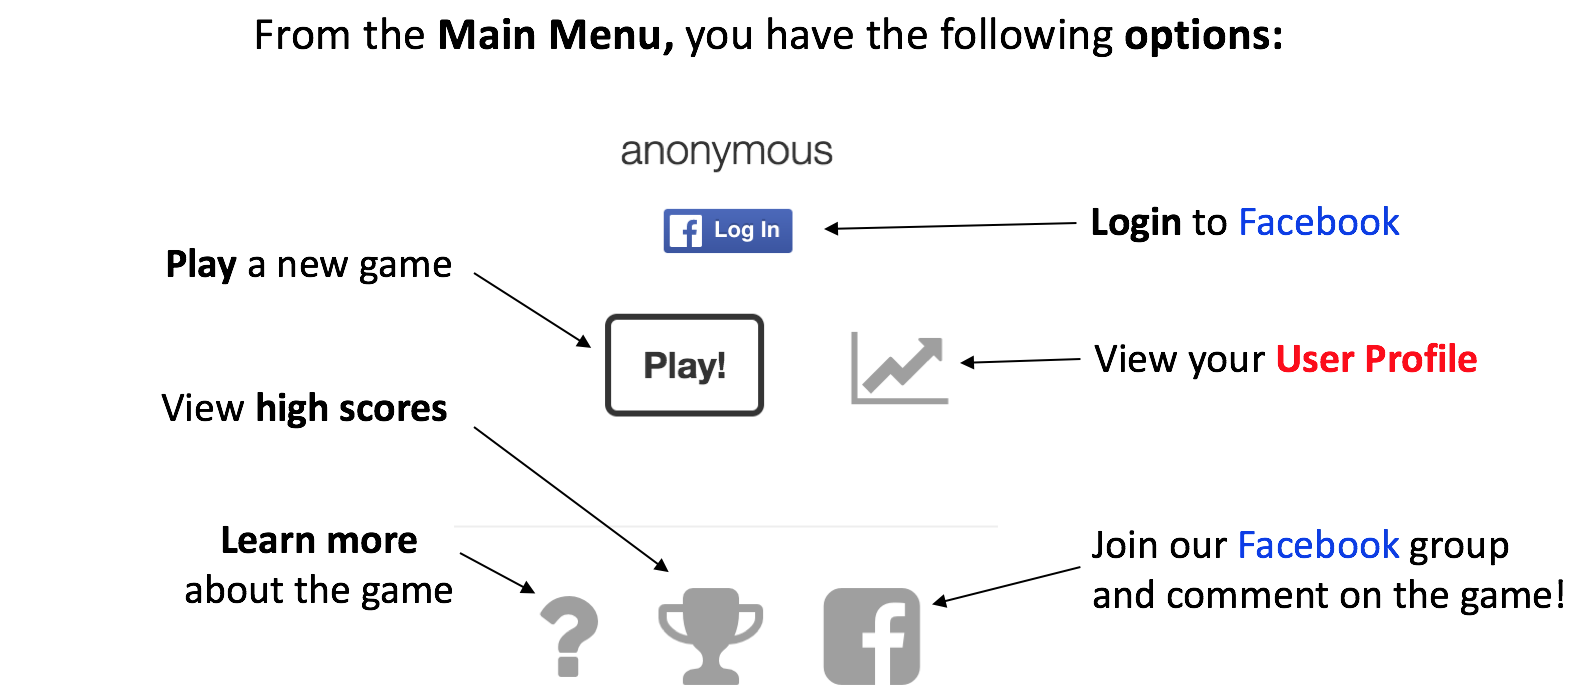 From the Main Menu, you have the following options:
anonymous
Log In
Login to Facebook
Play a new game
Play!
View your User Profile
View high scores
Learn more
about the game
Join our Facebook group
and comment on the game!